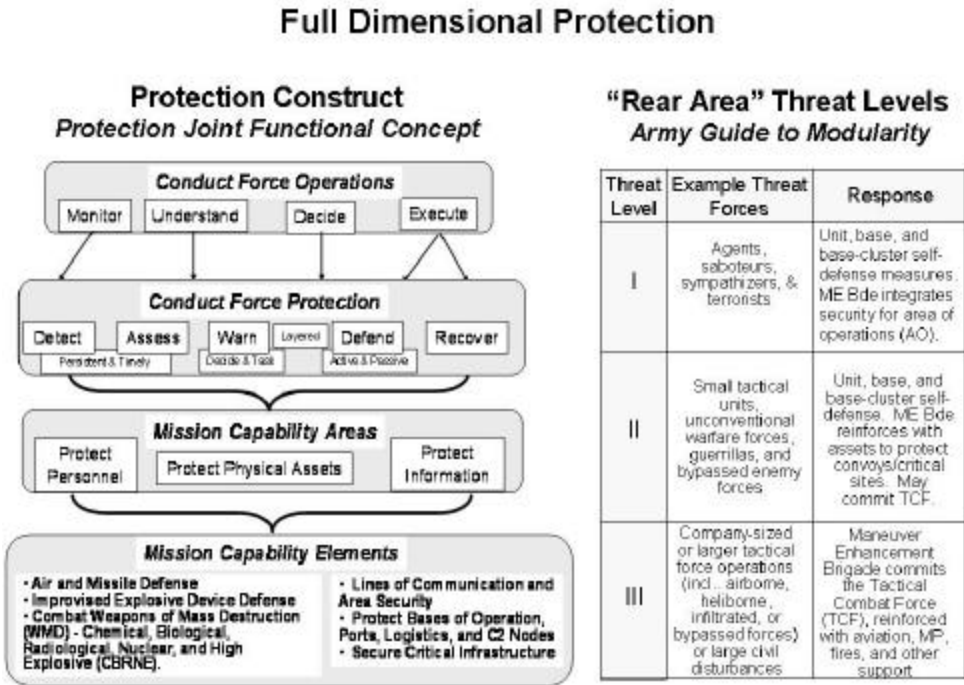 Full Dimensional Protection
Protection Construct
Protection Joint Functional Concept
Conduct Force Operations
Monitor
Understand
Decide
Execute
Conduct Force Protection
Detect
Assess
Warn
Layered
Defend
Recover
Persistent & Timely
Decide & Task
Active & Passive
Mission Capability Areas
Protect
Personnel
Protect Physical Assets
Protect
Information
Mission Capability Elements
• Air and Missile Defense
• Improvised Explosive Device Defense
• Combat Weapons of Mass Destruction
(WMD) - Chemical, Biological,
Radiological, Nuclear, and High
Explosive (CBRNE).
• Lines of Communication and
Area Security
• Protect Bases of Operation,
Ports, Logistics, and C2 Nodes
• Secure Critical Infrastructure
“Rear Area” Threat Levels
Army Guide to Modularity
Threat
Level
Example Threat
Forces
Response
I
Agents,
saboteurs,
sympathizers, &
terrorists
Unit, base, and
base-cluster self-
defense measures.
ME Bde integrates
security for area of
operations (AO).
II
Small tactical
units,
unconventional
warfare forces,
guerrillas, and
bypassed enemy
forces
Unit, base, and
base-cluster self-
defense. ME Bde
reinforces with
assets to protect
convoys/critical
sites. May
commit TCF.
III
Company-sized
or larger tactical
force operations
(incl.. airborne,
heliborne,
infiltrated, or
bypassed forces)
or large civil
disturbances
Maneuver
Enhancement
Brigade commits
the Tactical
Combat Force
(TCF), reinforced
with aviation, MP,
fires, and other
support